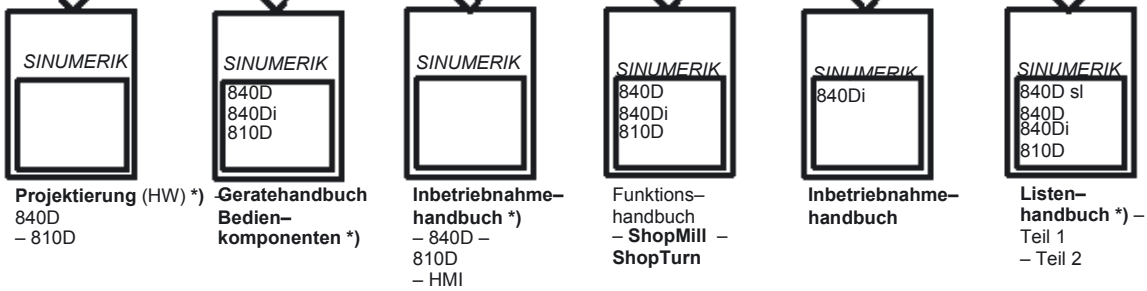 SINUMERIK
Projektierung (HW) *) –
840D
– 810D
SINUMERIK
840D
840Di
810D
Geratehandbuch
Bedien–
komponenten *)
SINUMERIK
Inbetriebnahme–
handbuch *)
– 840D –
810D
– HMI
SINUMERIK
840D
840Di
810D
Funktions–
handbuch
– ShopMill –
ShopTurn
SINUMERIK
840Di
Inbetriebnahme–
handbuch
SINUMERIK
840D sl
840D
840Di
810D
Listen–
handbuch *) –
Teil 1
– Teil 2